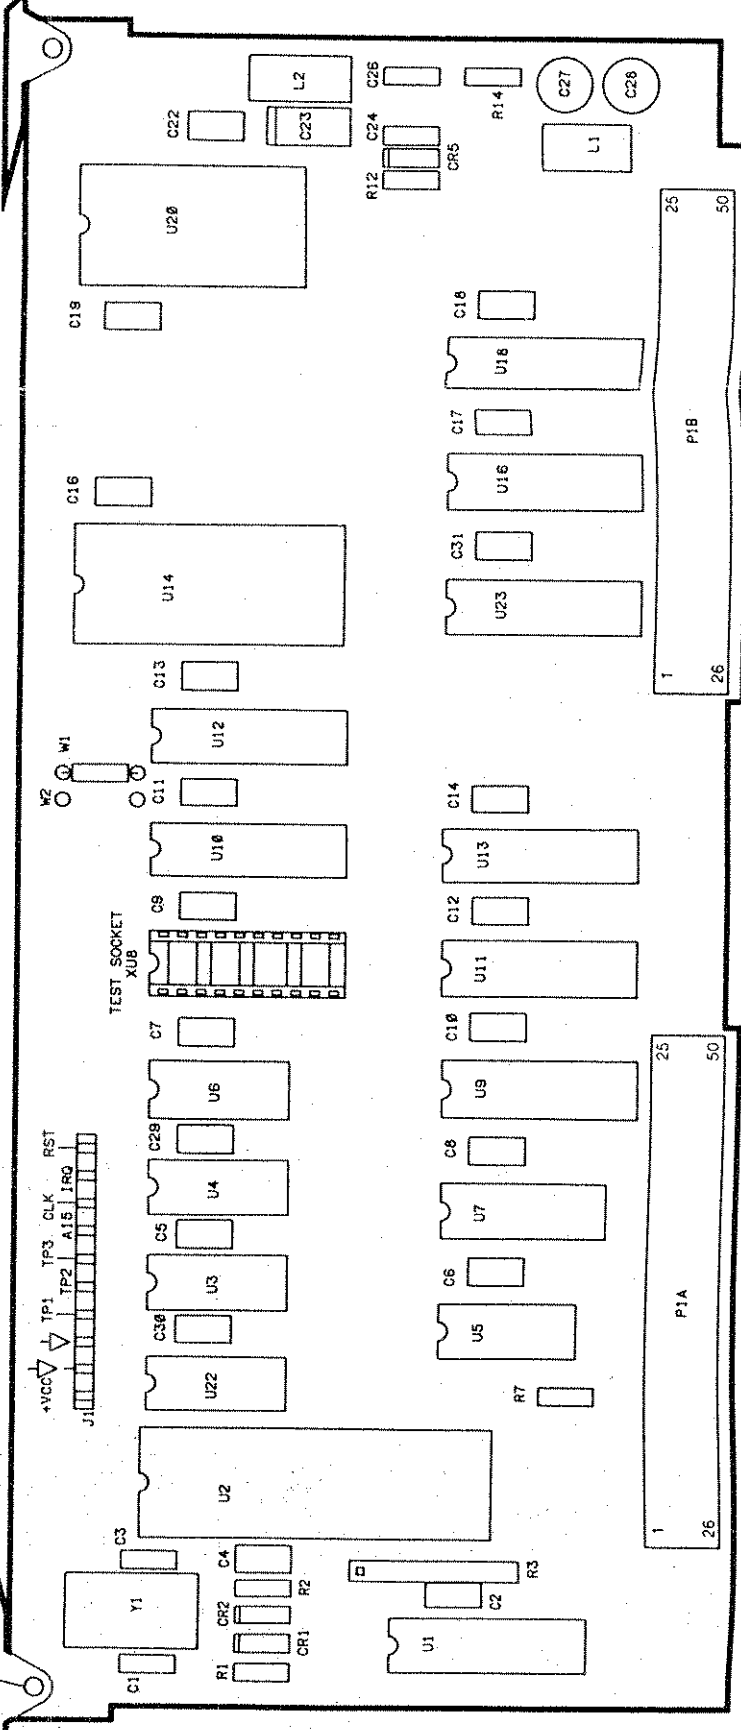 L2
C26
C27
C28
R14
C22
C23
C24
CR5
R12
L1
U20
25
50
C19
C18
U18
C17
P1B
C16
U16
C31
U14
U23
C13
1
26
W1
U12
W2
C11
C14
U10
U13
C9
C12
TEST SOCKET
XU8
U11
C7
C10
25
50
U6
U9
RST
C29
C8
IRQ
CLK
U4
U7
A15
C5
TP3
TP2
U3
C6
TP1
P1A
C30
U5
+VCC
U22
R7
J1
U2
1
26
C3
C4
R3
R2
Y1
CR2
C2
CR1
U1
R1
C1